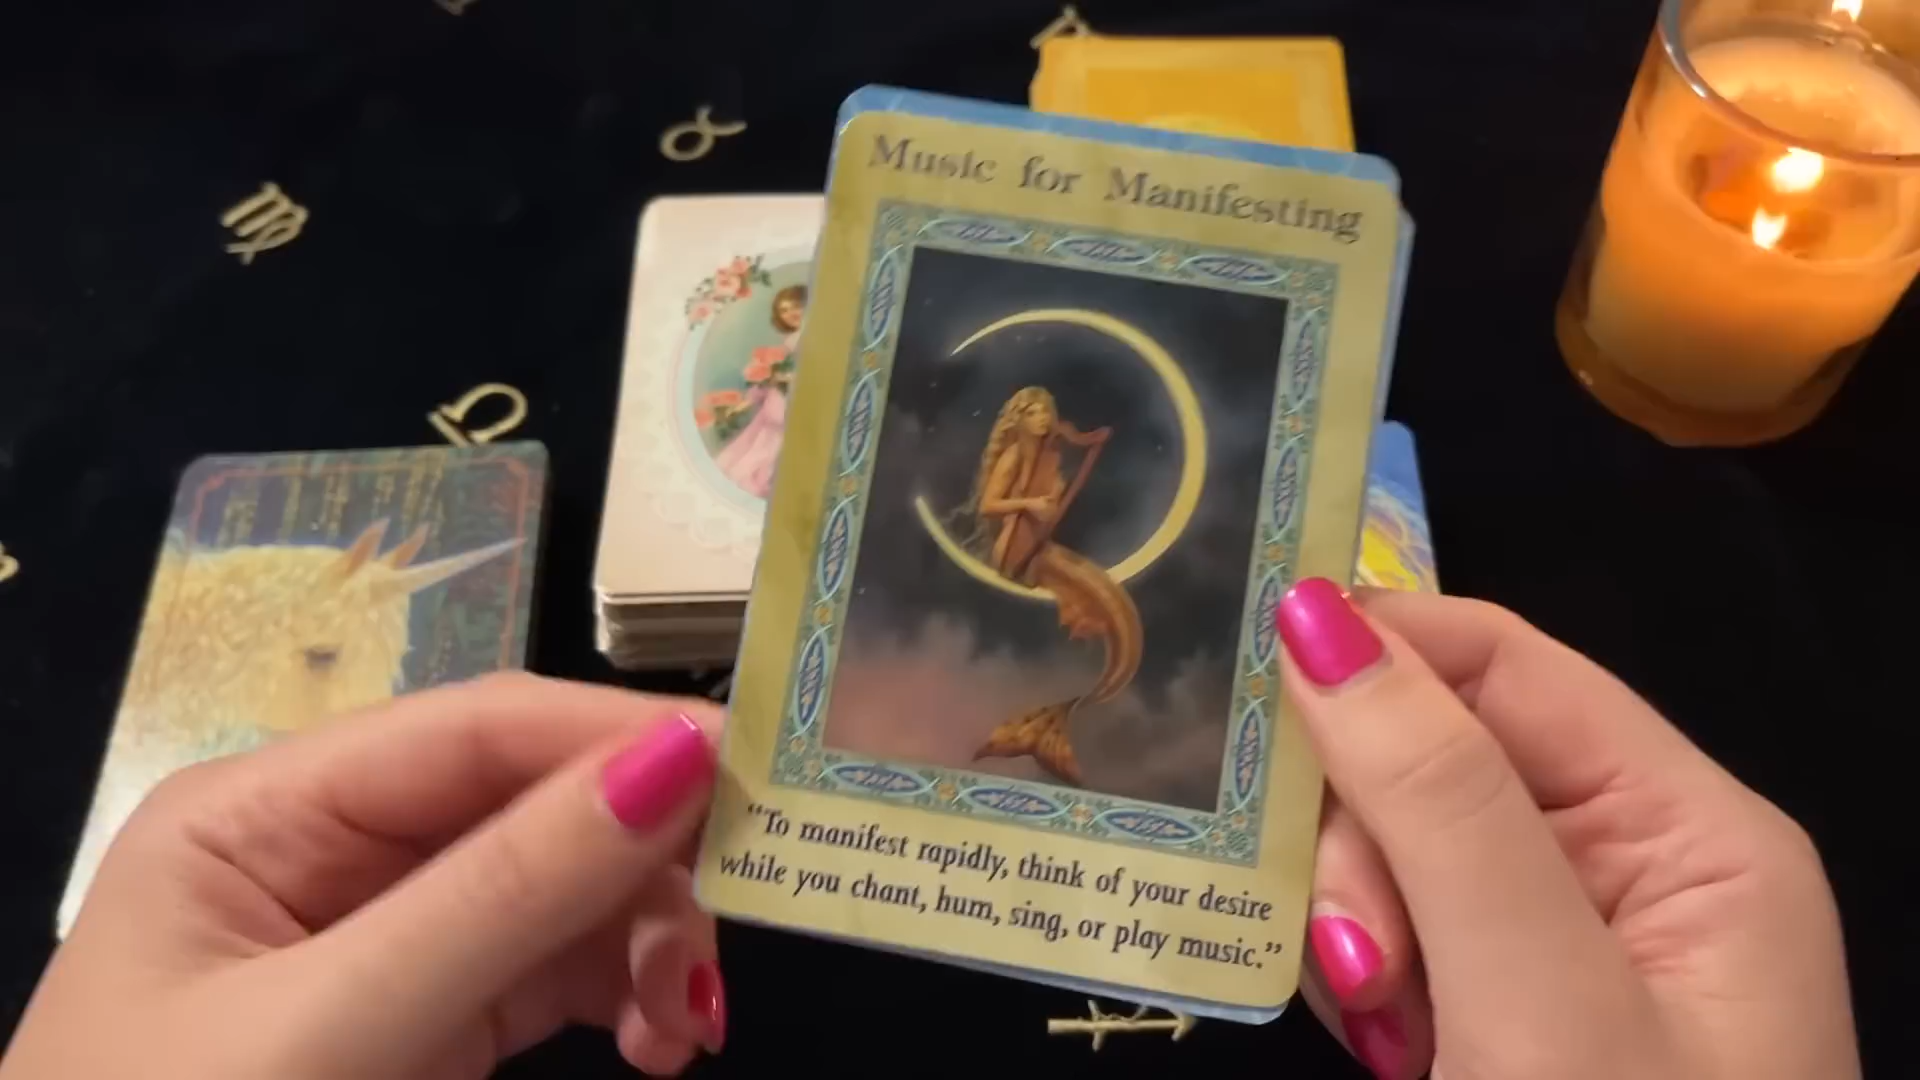 Music for Manifesting
“To manifest rapidly, think of your desire
while you chant, hum, sing, or play music.”